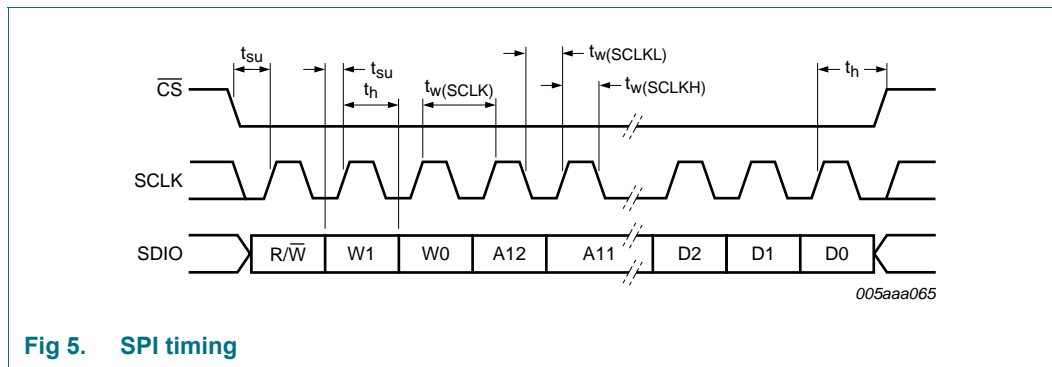 tsu
tsu
th
tw(SCLK)
tw(SCLKL)
tw(SCLKH)
th
CS
SCLK
SDIO
R/W
W1
W0
A12
A11
D2
D1
D0
005aaa065
Fig 5. SPI timing